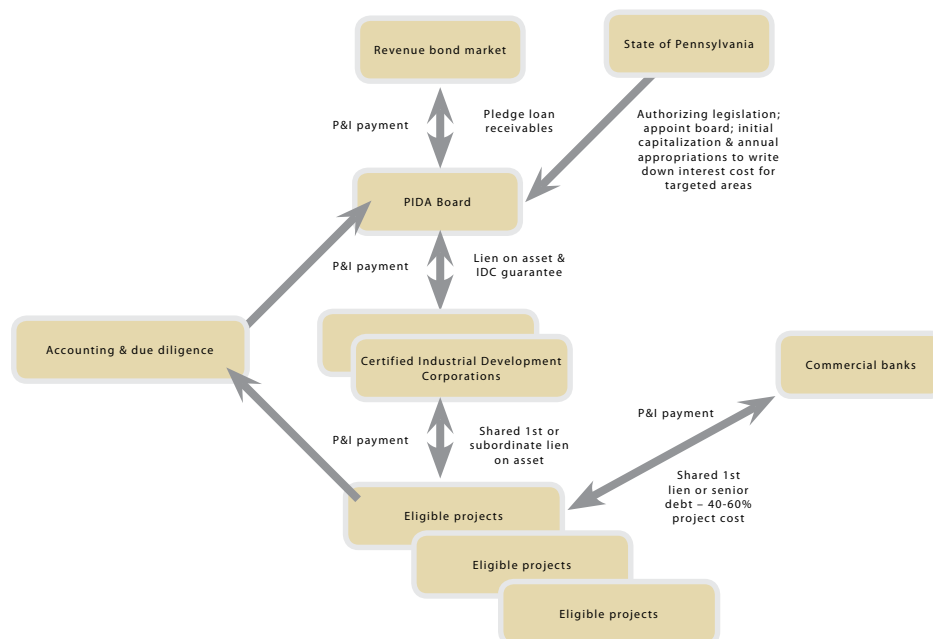 Revenue bond market
State of Pennsylvania
P&I payment
Pledge loan
receivables
Authorizing legislation;
appoint board; initial
capitalization & annual
appropriations to write
down interest cost for
targeted areas
PIDA Board
P&I payment
Lien on asset &
IDC guarantee
Accounting & due diligence
Certified Industrial Development
Corporations
Commercial banks
P&I payment
P&I payment
Shared 1st or
subordinate lien
on asset
Shared 1st
lien or senior
debt – 40-60%
project cost
Eligible projects
Eligible projects
Eligible projects